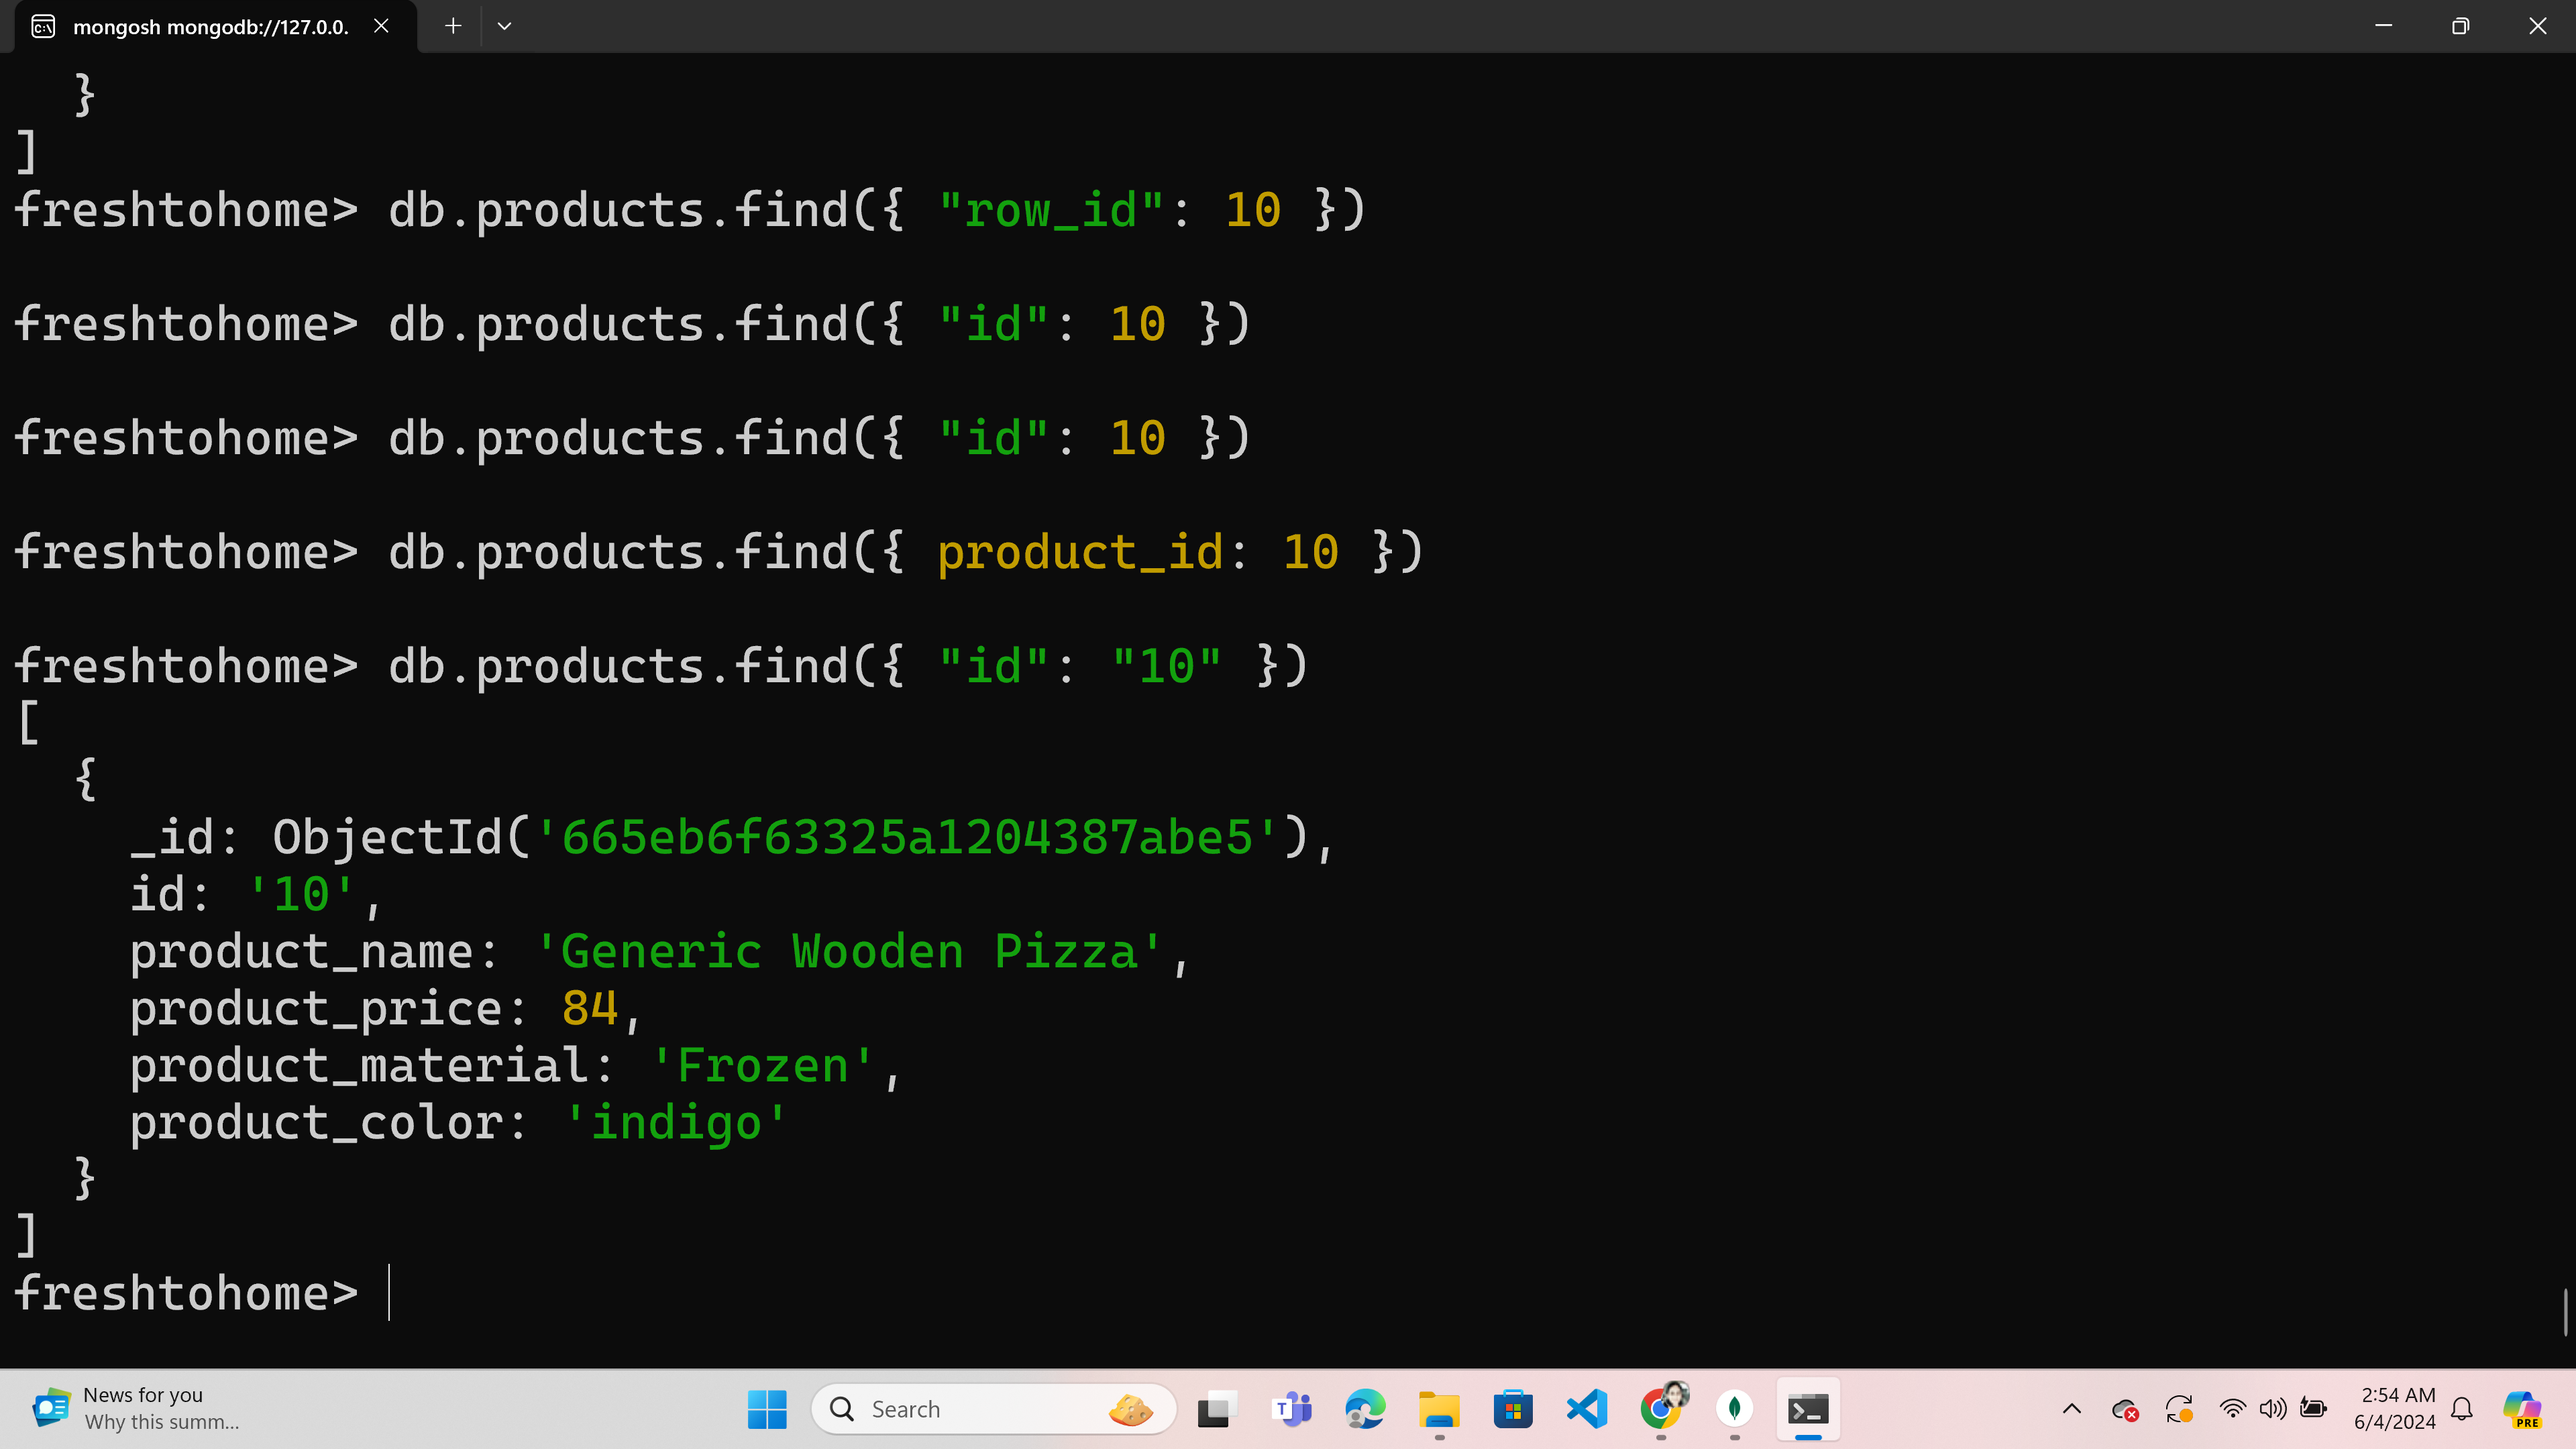 mongosh mongodb://127.0.0.
}
]
freshtohome> db.products.find({ "row_id": 10 })
freshtohome> db.products.find({ "id": 10 })
freshtohome> db.products.find({ "id": 10 })
freshtohome> db.products.find({ product_id: 10 })
freshtohome> db.products.find({ "id": "10" })
[
{
_id: ObjectId('665eb6f63325a1204387abe5'),
id: '10',
product_name: 'Generic Wooden Pizza',
product_price: 84,
product_material: 'Frozen',
product_color: 'indigo'
}
]
freshtohome>
News for you
Why this summ...
Search
2:54 AM
6/4/2024
PRE